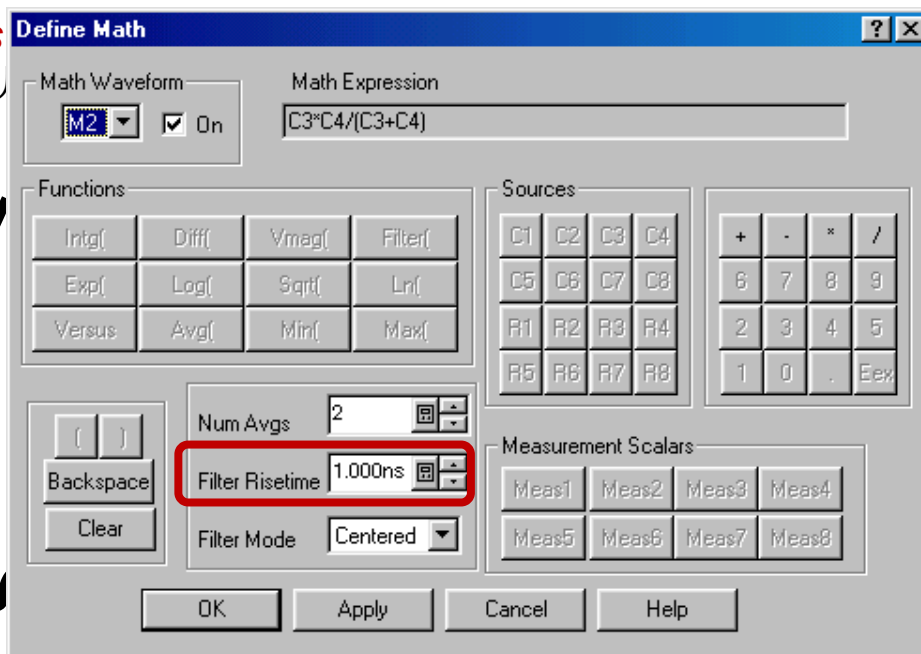 Define Math
Math Waveform
M2 On
Math Expression
C3*C4/(C3+C4)
Functions
Intg( Diff( Vmag( Filter(
Exp( Log( Sqrt( Ln(
Versus Avg( Min( Max(
Sources
C1 C2 C3 C4
C5 C6 C7 C8
R1 R2 R3 R4
R5 R6 R7 R8
+ - * /
6 7 8 9
2 3 4 5
1 0 . Eex
( )
Backspace
Clear
Num Avgs 2
Filter Risetime 1.000ns
Filter Mode Centered
Measurement Scalars
Meas1 Meas2 Meas3 Meas4
Meas5 Meas6 Meas7 Meas8
OK Apply Cancel Help